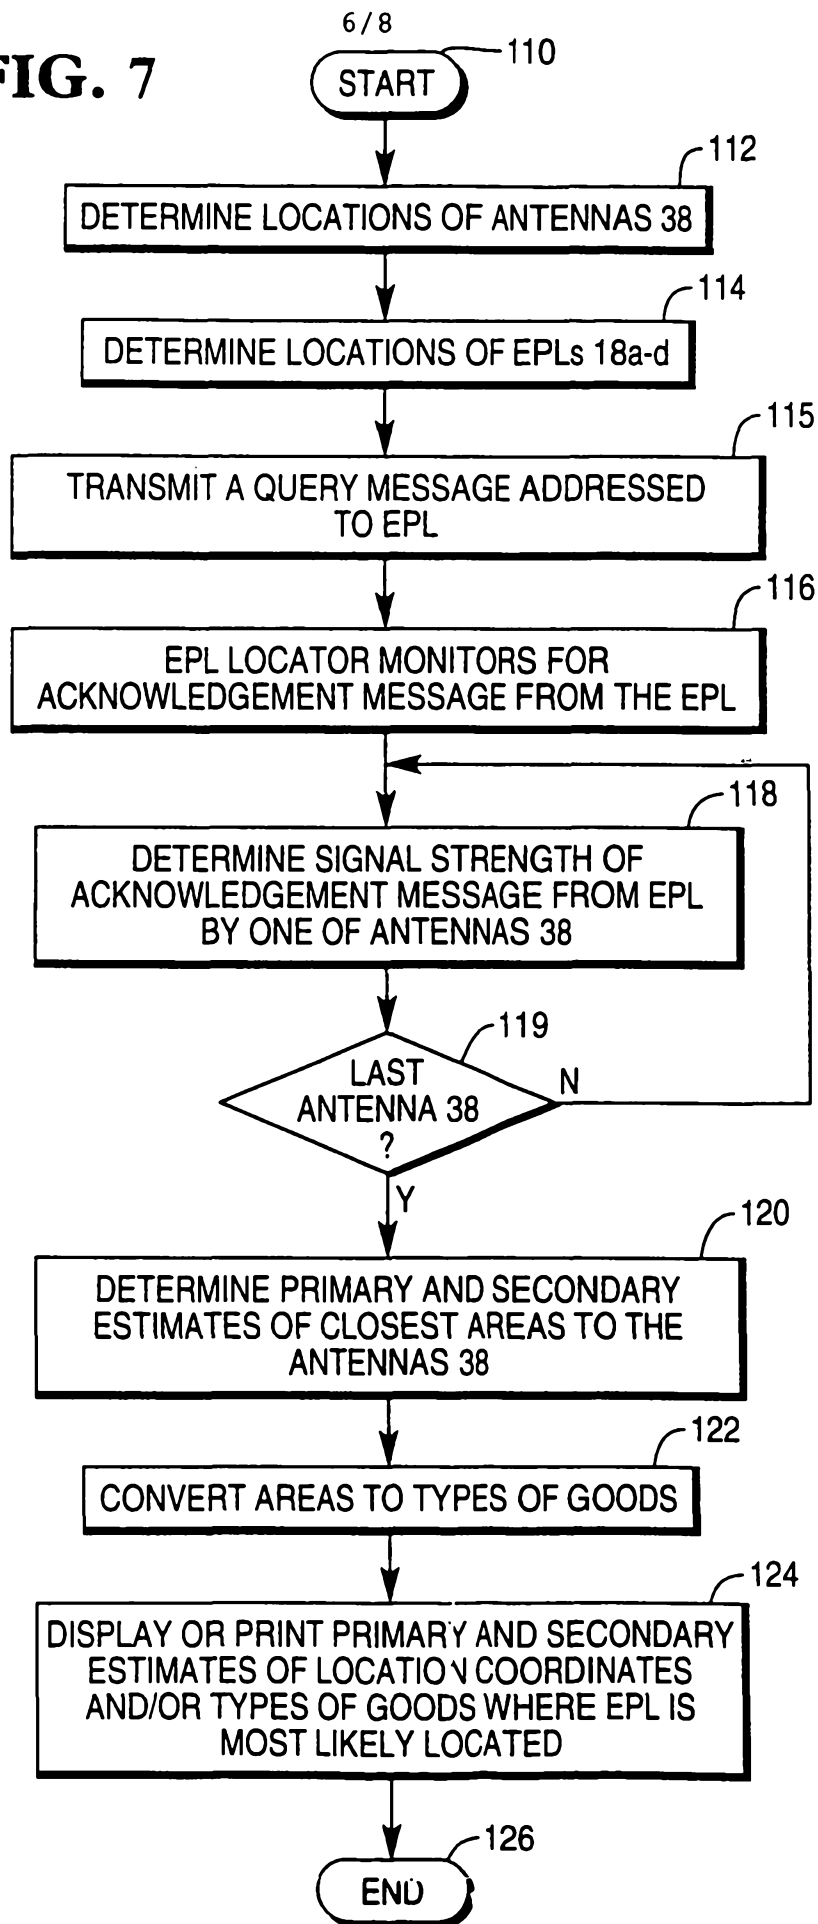 6/8
FIG. 7
START
110
112
DETERMINE LOCATIONS OF ANTENNAS 38
114
DETERMINE LOCATIONS OF EPLs 18a-d
115
TRANSMIT A QUERY MESSAGE ADDRESSED
TO EPL
116
EPL LOCATOR MONITORS FOR
ACKNOWLEDGEMENT MESSAGE FROM THE EPL
118
DETERMINE SIGNAL STRENGTH OF
ACKNOWLEDGEMENT MESSAGE FROM EPL
BY ONE OF ANTENNAS 38
119
LAST
ANTENNA 38
?
N
Y
120
DETERMINE PRIMARY AND SECONDARY
ESTIMATES OF CLOSEST AREAS TO THE
ANTENNAS 38
122
CONVERT AREAS TO TYPES OF GOODS
124
DISPLAY OR PRINT PRIMARY AND SECONDARY
ESTIMATES OF LOCATION COORDINATES
AND/OR TYPES OF GOODS WHERE EPL IS
MOST LIKELY LOCATED
126
END